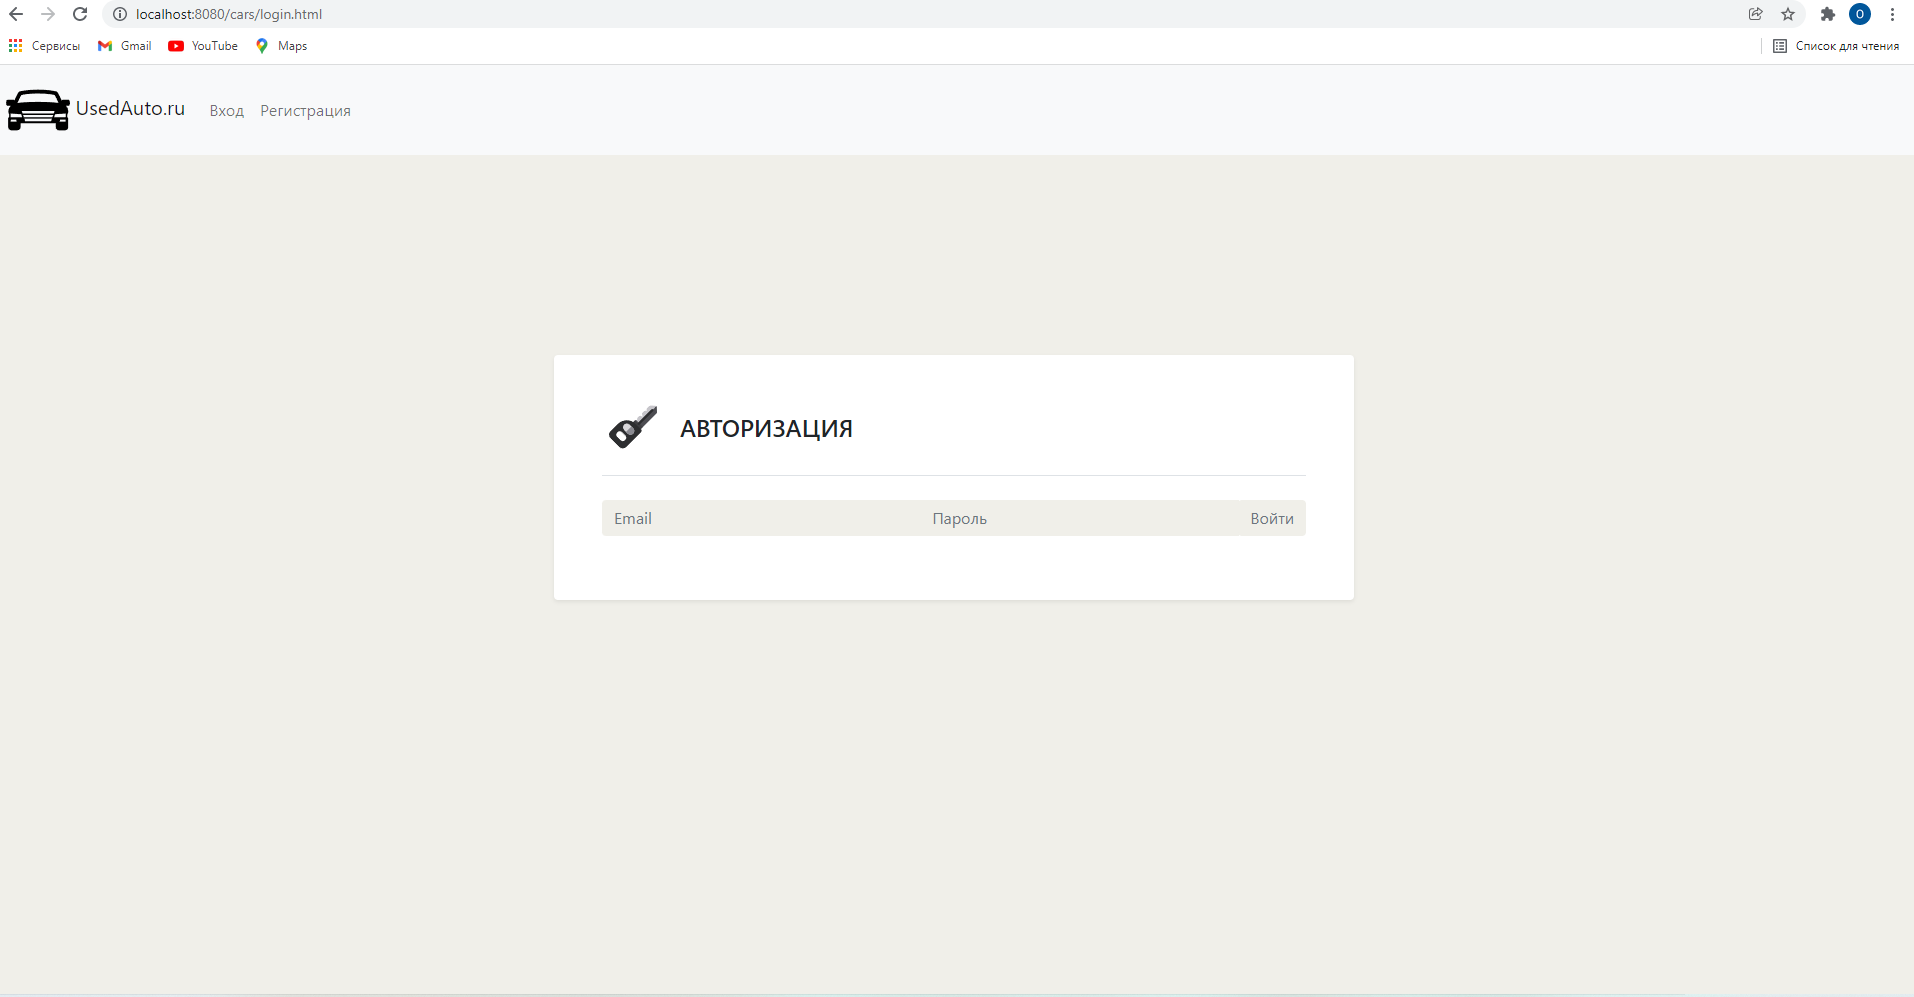 localhost:8080/cars/login.html
O
Сервисы Gmail YouTube Maps Список для чтения
UsedAuto.ru Вход Регистрация
АВТОРИЗАЦИЯ
Email Пароль Войти